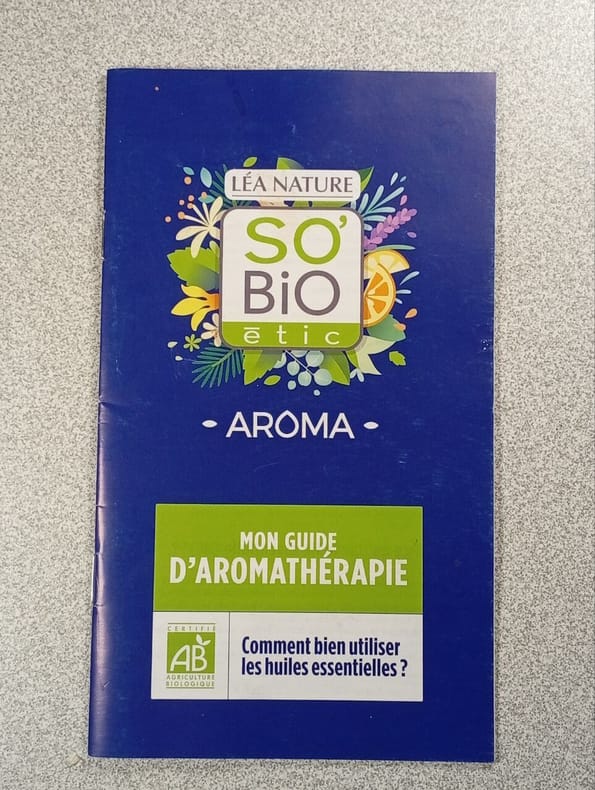 LÉA NATURE
SO'
BiO
ētic
- AROMA -
MON GUIDE
D'AROMATHÉRAPIE
CERTIFIÉ
AB
AGRICULTURE
BIOLOGIQUE
Comment bien utiliser
les huiles essentielles ?